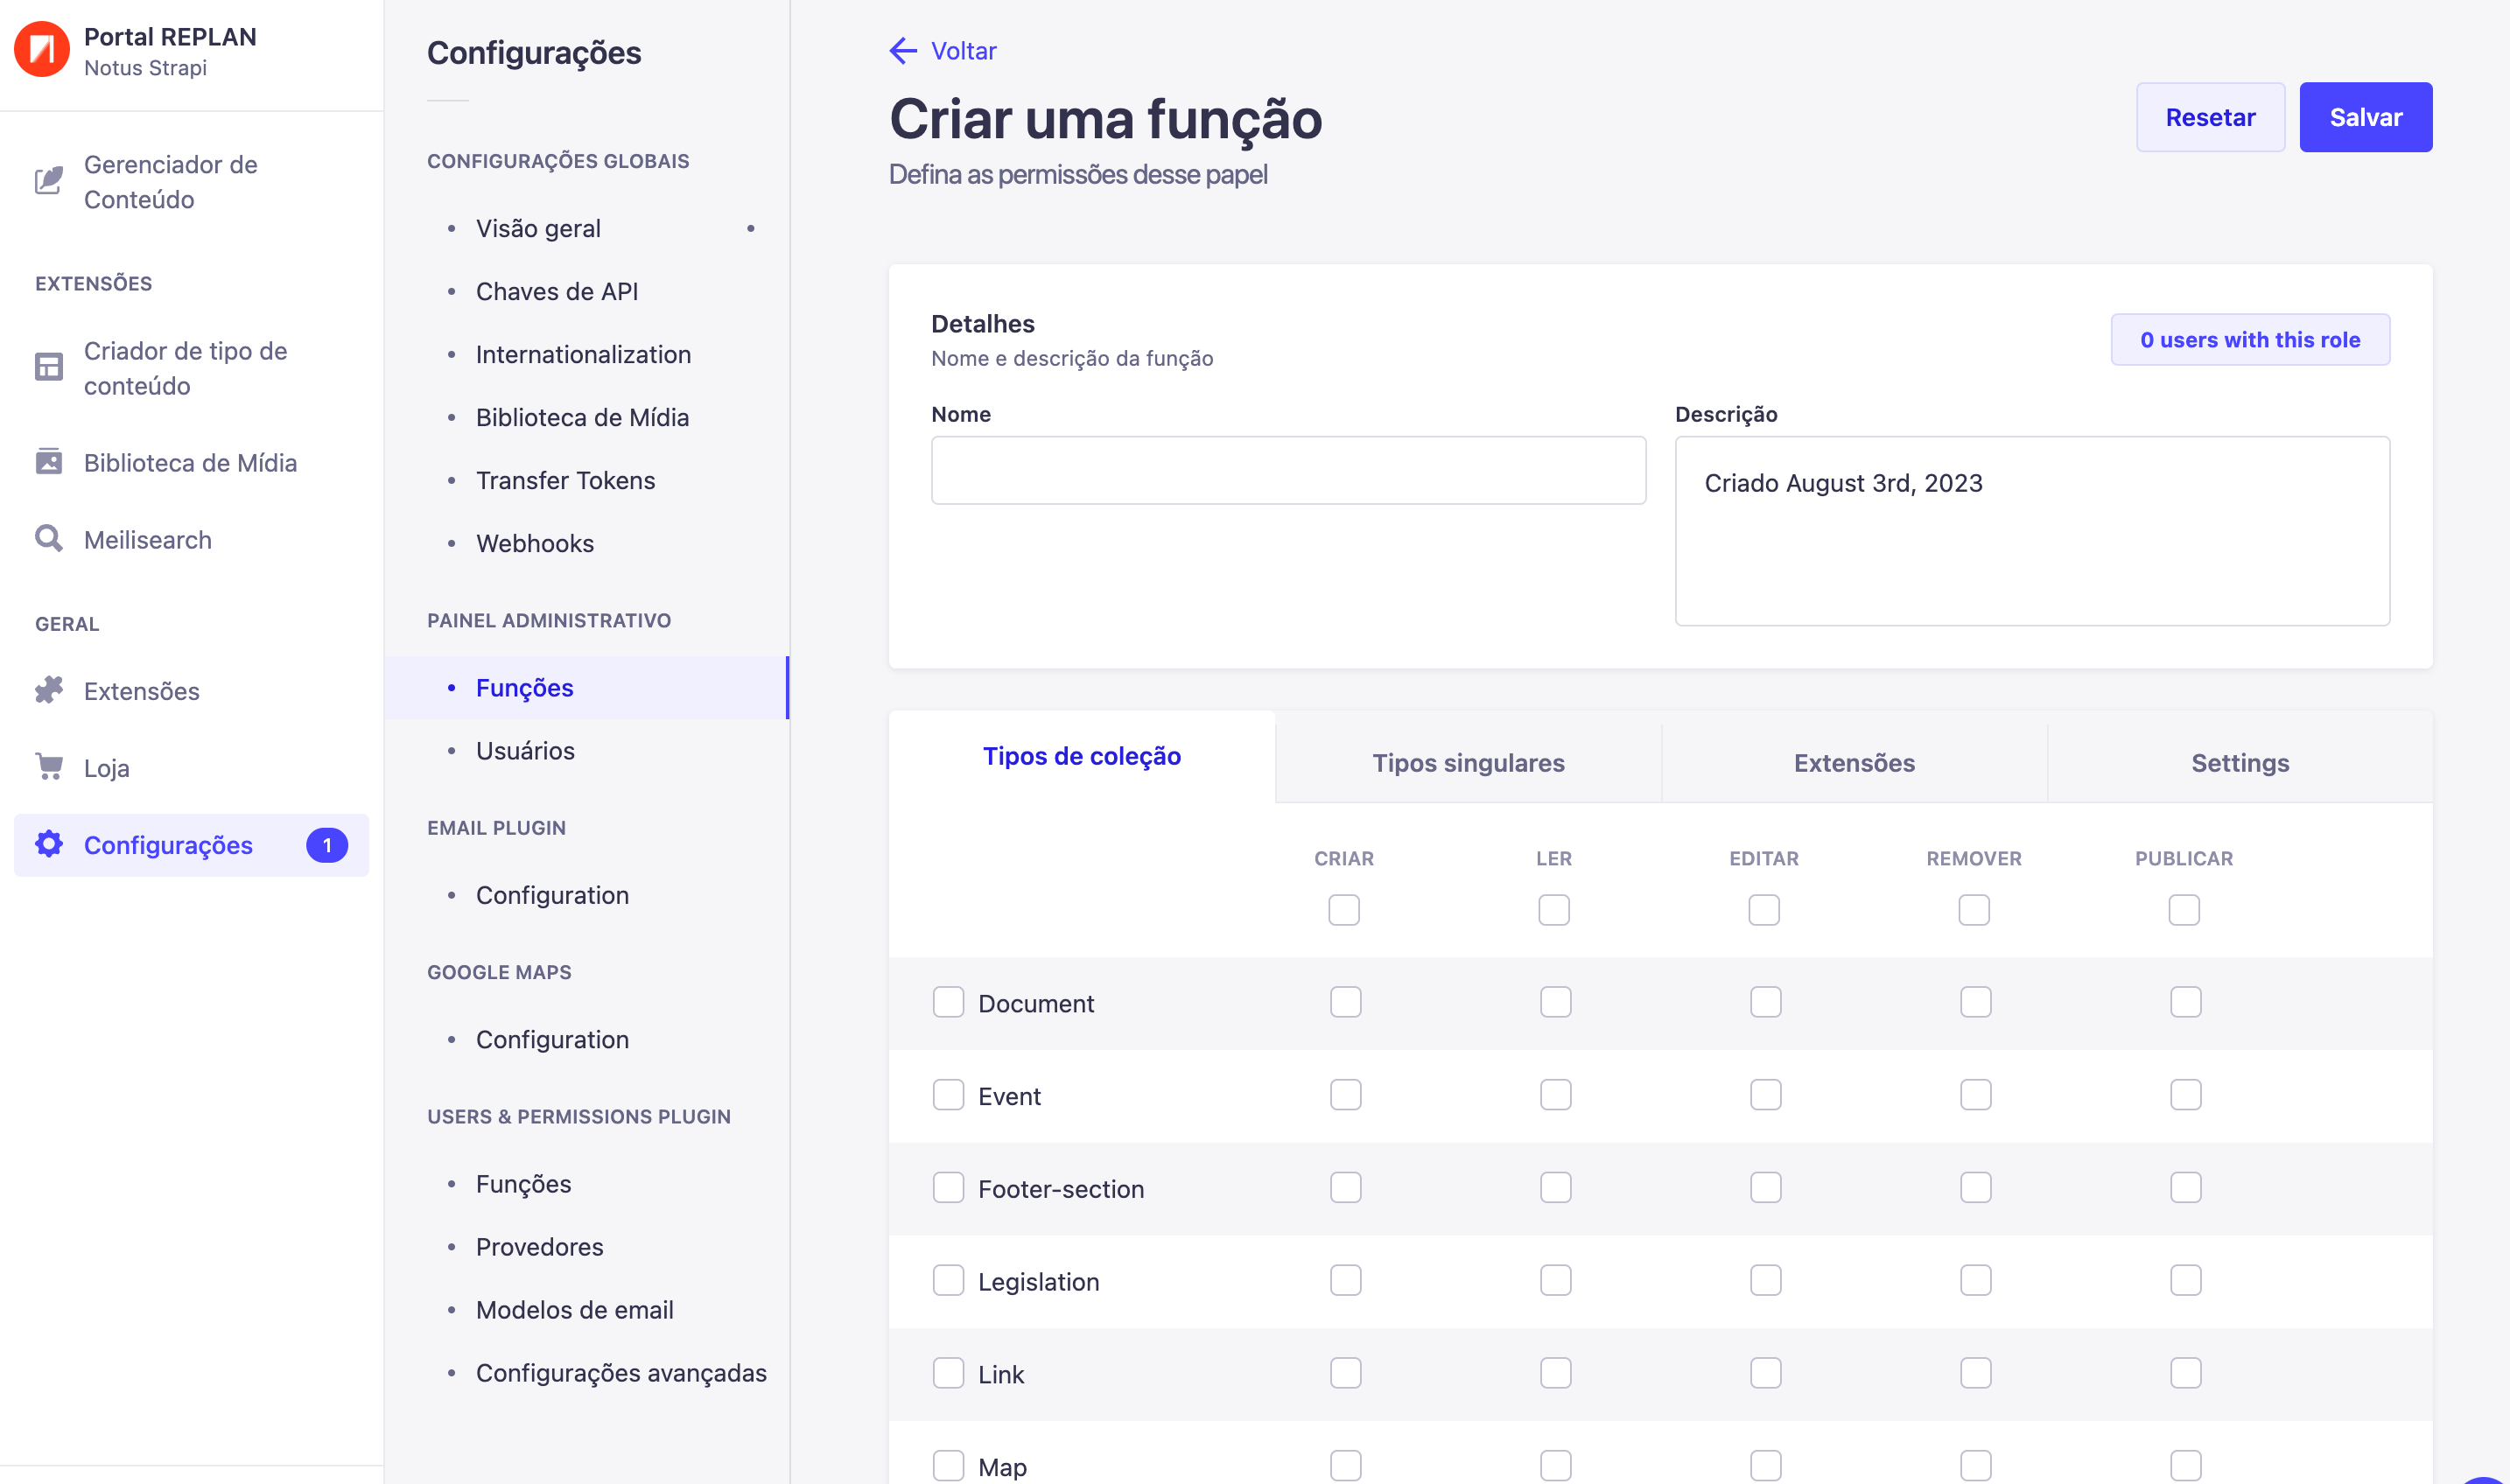 Portal REPLAN
Notus Strapi
Gerenciador de
Conteúdo
EXTENSÕES
Criador de tipo de
conteúdo
Biblioteca de Mídia
Meilisearch
GERAL
Extensões
Loja
Configurações
1
Configurações
CONFIGURAÇÕES GLOBAIS
Visão geral
Chaves de API
Internationalization
Biblioteca de Mídia
Transfer Tokens
Webhooks
PAINEL ADMINISTRATIVO
Funções
Usuários
EMAIL PLUGIN
Configuration
GOOGLE MAPS
Configuration
USERS & PERMISSIONS PLUGIN
Funções
Provedores
Modelos de email
Configurações avançadas
Voltar
Criar uma função
Defina as permissões desse papel
Resetar
Salvar
Detalhes
Nome e descrição da função
0 users with this role
Nome
Descrição
Criado August 3rd, 2023
Tipos de coleção
Tipos singulares
Extensões
Settings
CRIAR
LER
EDITAR
REMOVER
PUBLICAR
Document
Event
Footer-section
Legislation
Link
Map